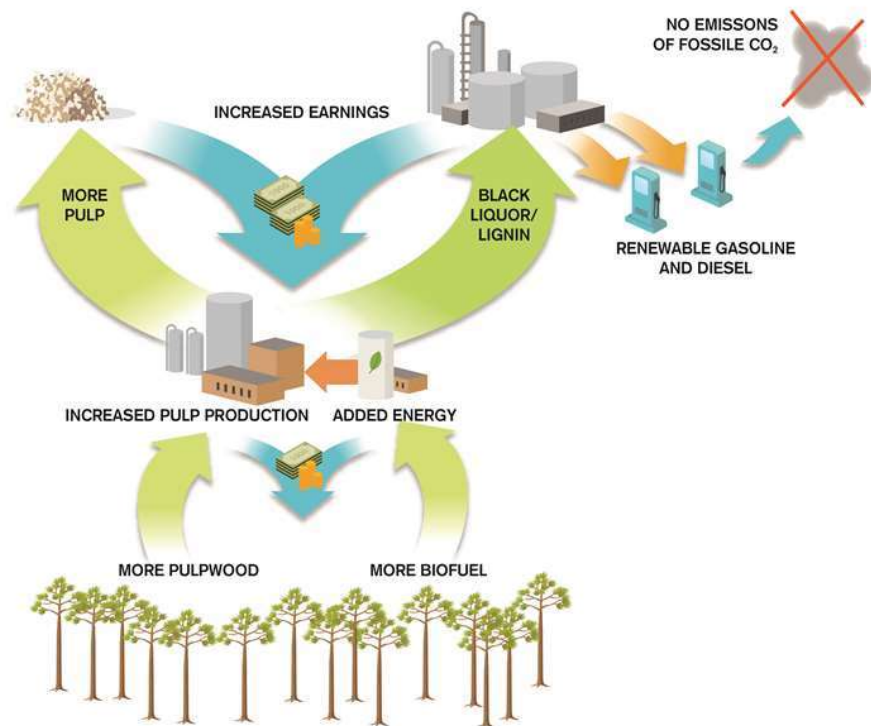 NO EMISSONS
OF FOSSILE CO₂
INCREASED EARNINGS
MORE
PULP
BLACK
LIQUOR/
LIGNIN
RENEWABLE GASOLINE
AND DIESEL
INCREASED PULP PRODUCTION
ADDED ENERGY
MORE PULPWOOD
MORE BIOFUEL